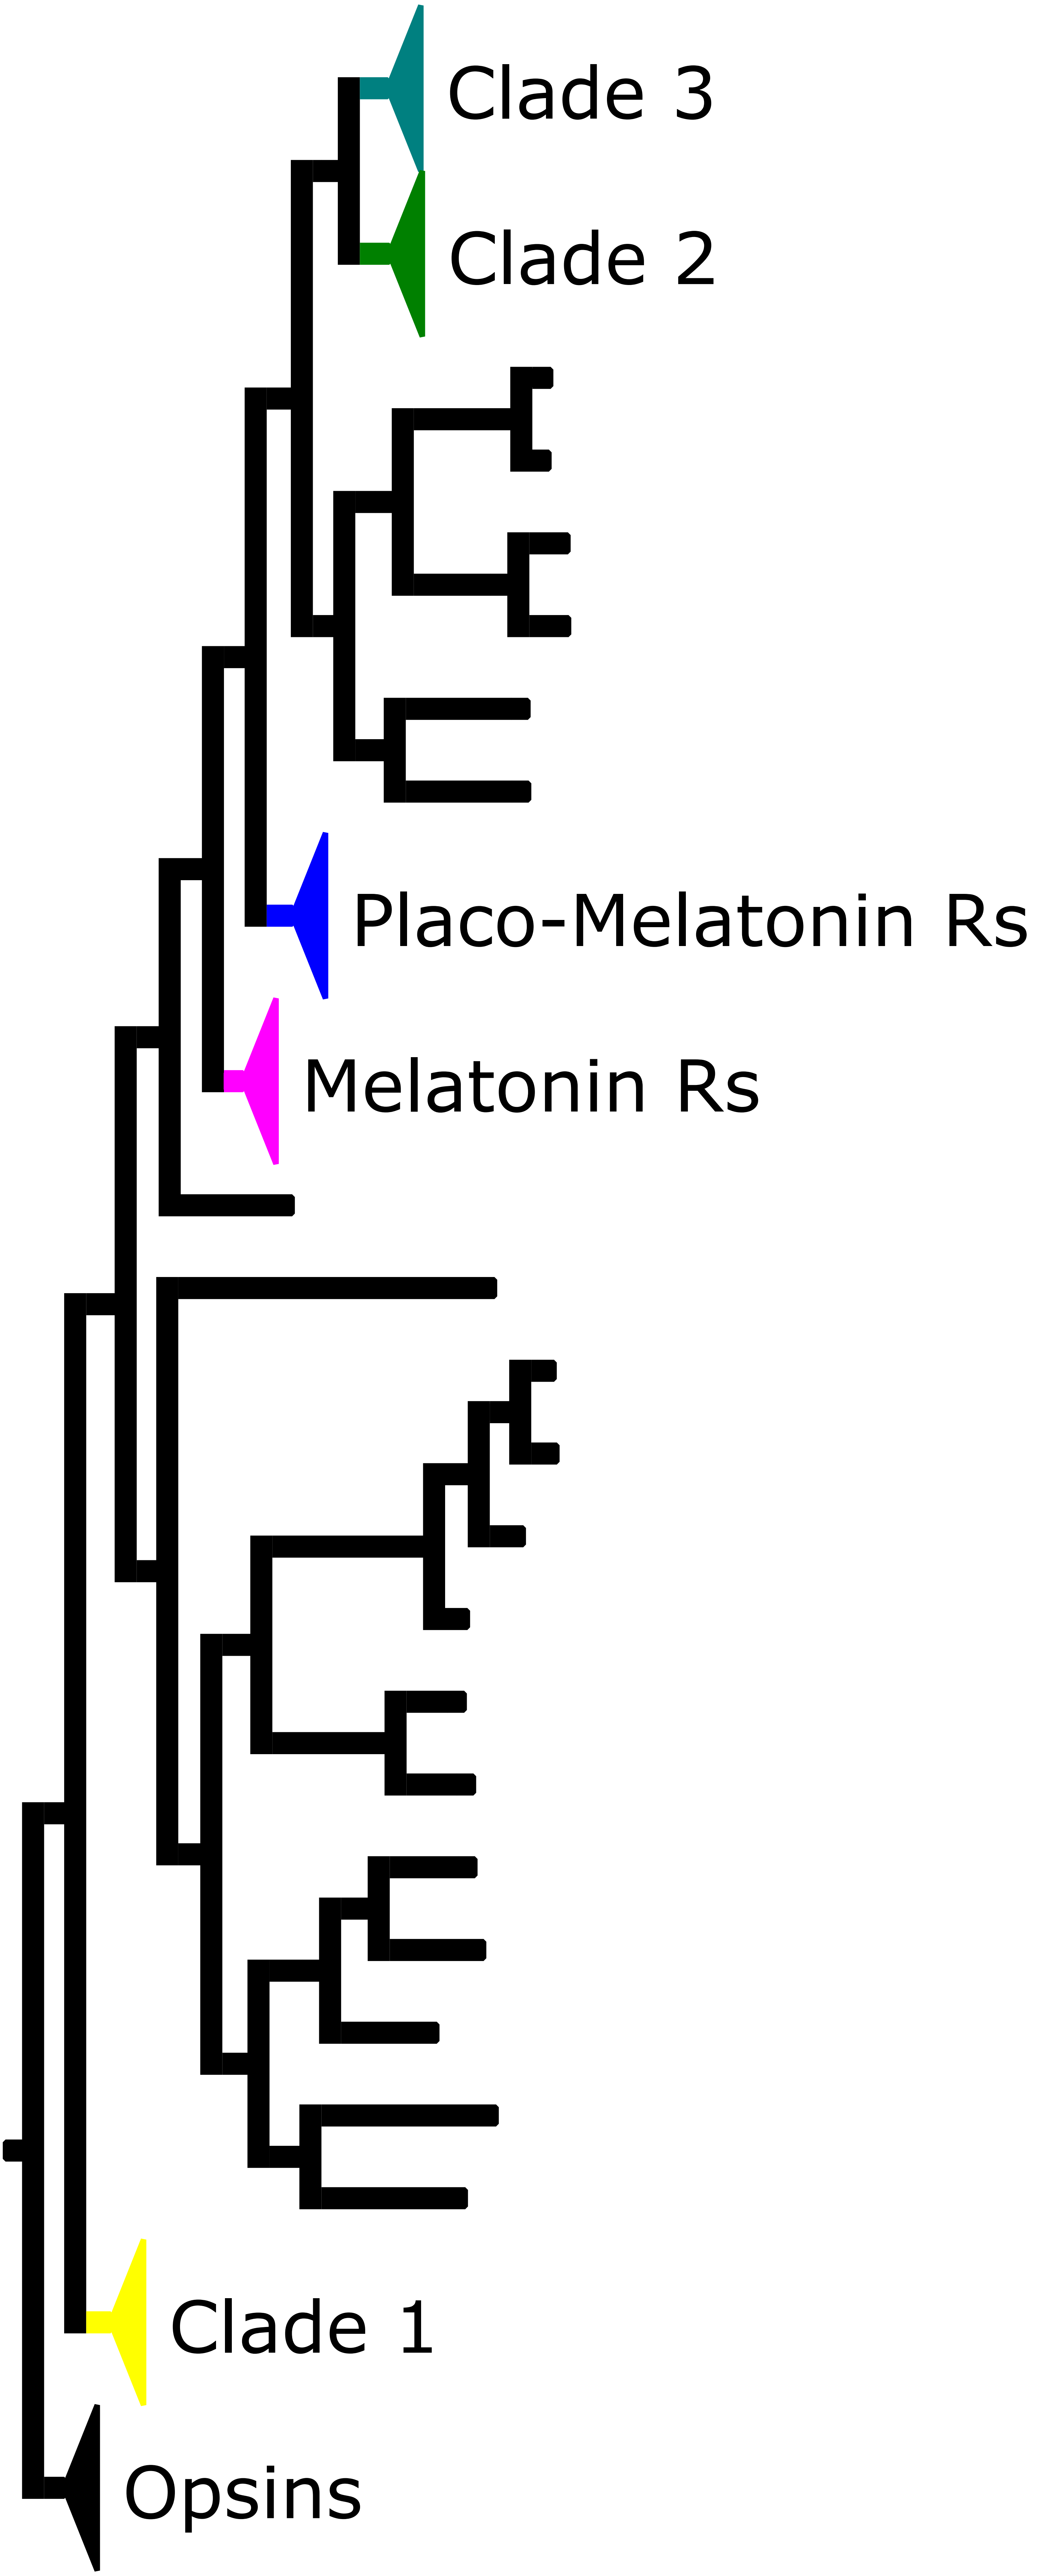 Clade 3
Clade 2
Placo-Melatonin Rs
Melatonin Rs
Clade 1
Opsins